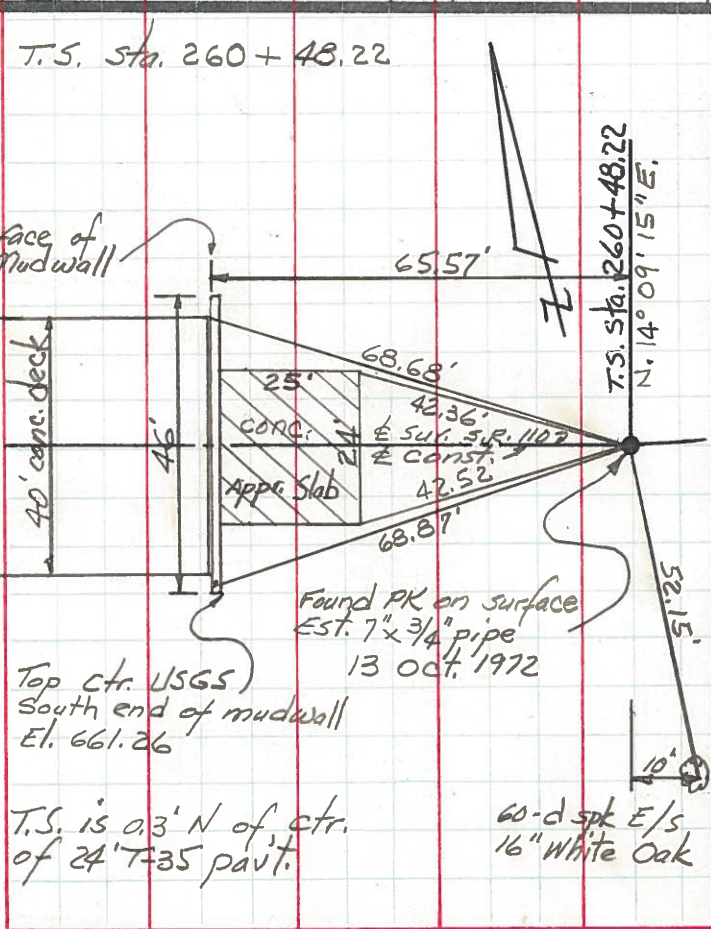 T.S. sta. 260 + 48.22
face of
Mudwall
65.57'
T.S. sta. 260+48.22
N. 14° 09' 15" E.
68.68'
25'
42.36'
40' conc. deck
46'
conc.
24'
℄ sur. S.R. 110
℄ const.
Appr. Slab
42.52
68.87'
Found PK on surface
Est. 7" x 3/4" pipe
13 Oct. 1972
52.15'
Top ctr. USGS
South end of mudwall
El. 661.26
10'
T.S. is 0.3' N of ctr.
of 24' T-35 pav't.
60-d spk E/S
16" White Oak